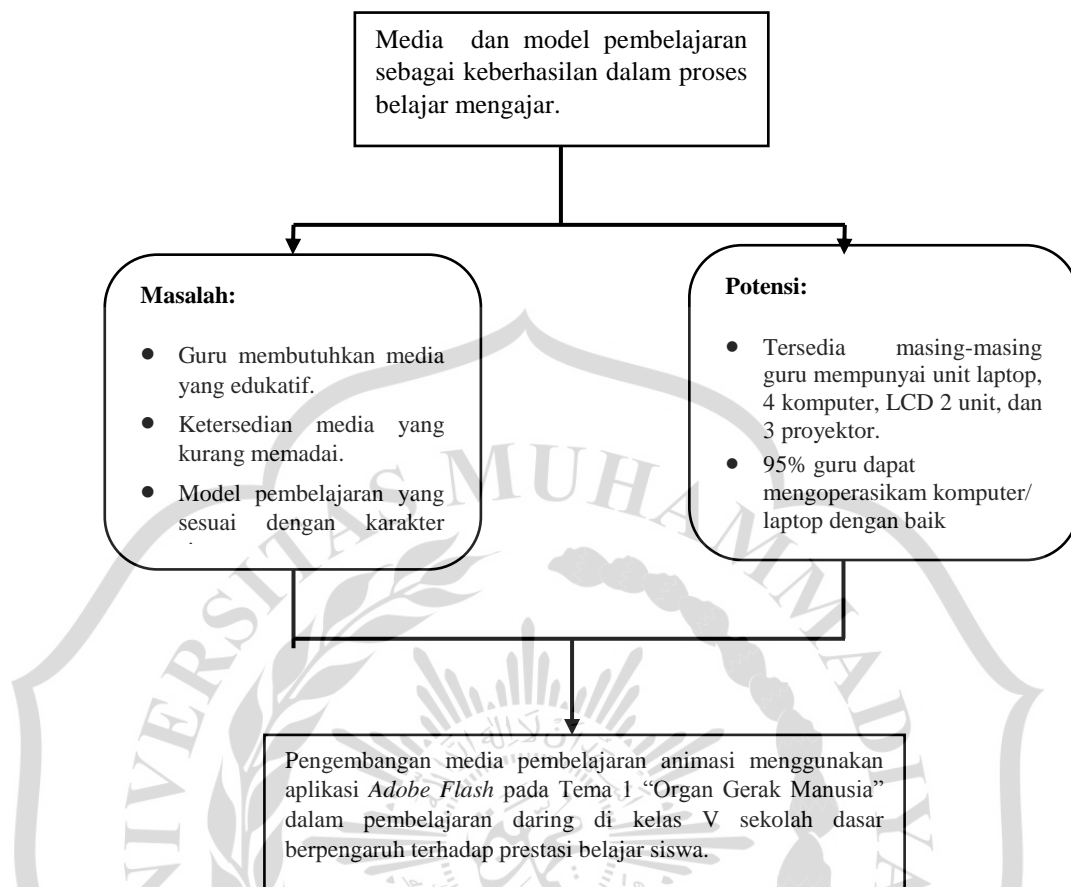 Media dan model pembelajaran
sebagai keberhasilan dalam proses
belajar mengajar.
Masalah:
● Guru membutuhkan media
yang edukatif.
● Ketersedian media yang
kurang memadai.
● Model pembelajaran yang
sesuai dengan karakter
Potensi:
● Tersedia masing-masing
guru mempunyai unit laptop,
4 komputer, LCD 2 unit, dan
3 proyektor.
● 95% guru dapat
mengoperasikam komputer/
laptop dengan baik
Pengembangan media pembelajaran animasi menggunakan
aplikasi Adobe Flash pada Tema 1 “Organ Gerak Manusia”
dalam pembelajaran daring di kelas V sekolah dasar
berpengaruh terhadap prestasi belajar siswa.
UNIVERSITAS MUHAMMADIYA